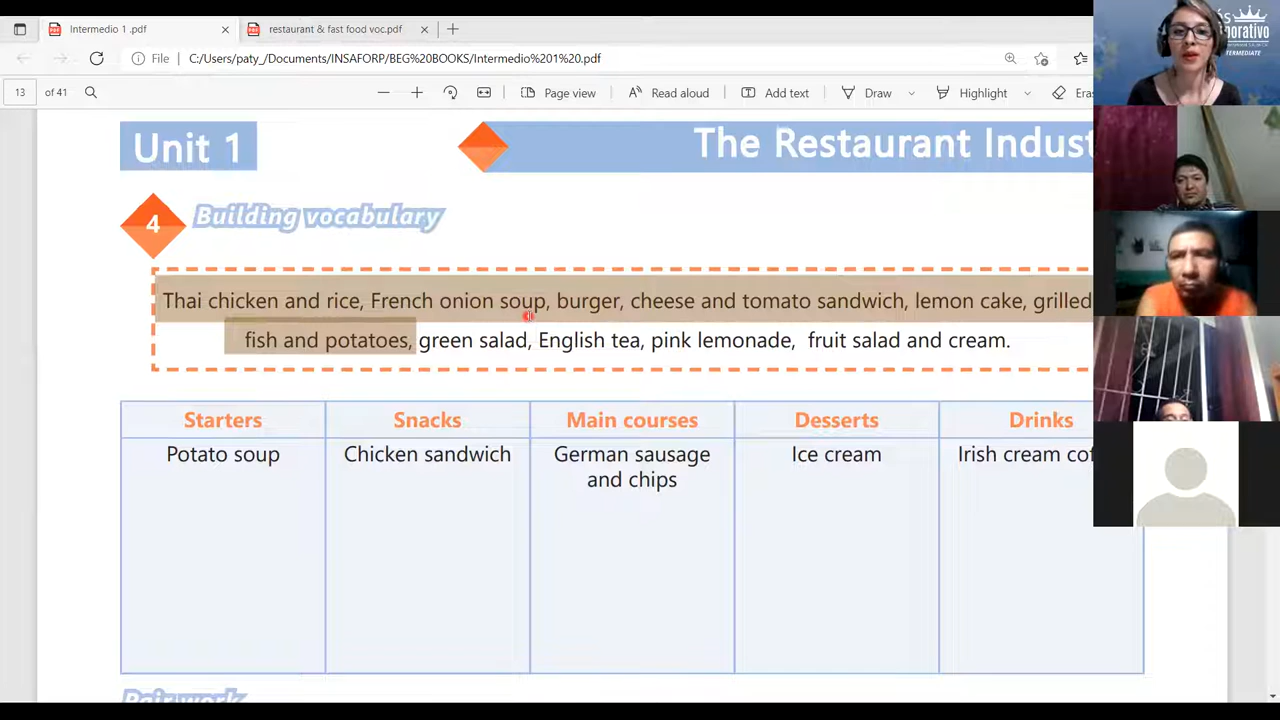 Intermedio 1 .pdf
restaurant & fast food voc.pdf
File
C:/Users/paty_/Documents/INSAFORP/BEG%20BOOKS/Intermedio%201%20.pdf
13 of 41
Page view
Read aloud
Add text
Draw
Highlight
Unit 1
The Restaurant Indust
4
Building vocabulary
Thai chicken and rice, French onion soup, burger, cheese and tomato sandwich, lemon cake, grilled
fish and potatoes, green salad, English tea, pink lemonade, fruit salad and cream.
Starters
Snacks
Main courses
Desserts
Drinks
Potato soup
Chicken sandwich
German sausage
and chips
Ice cream
Irish cream
Pair work